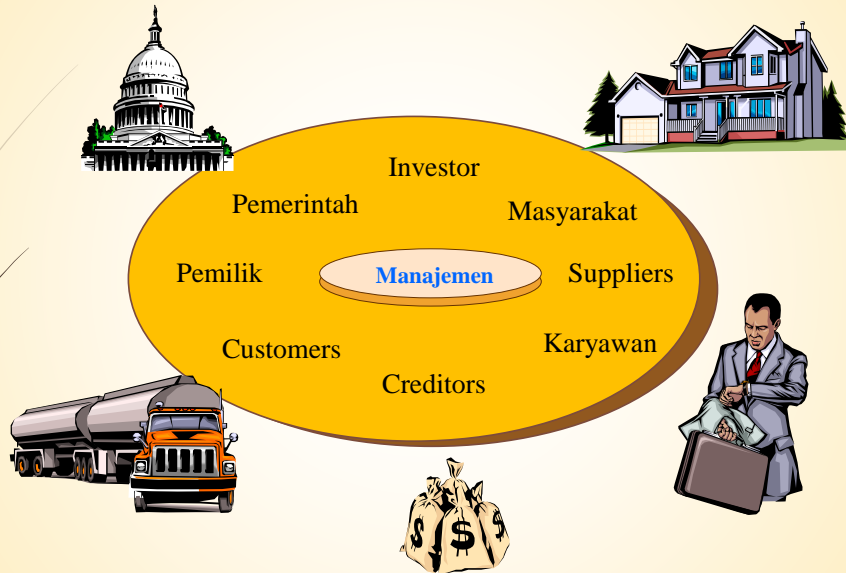 Investor
Pemerintah
Masyarakat
Pemilik
Manajemen
Suppliers
Customers
Karyawan
Creditors
$ $ $